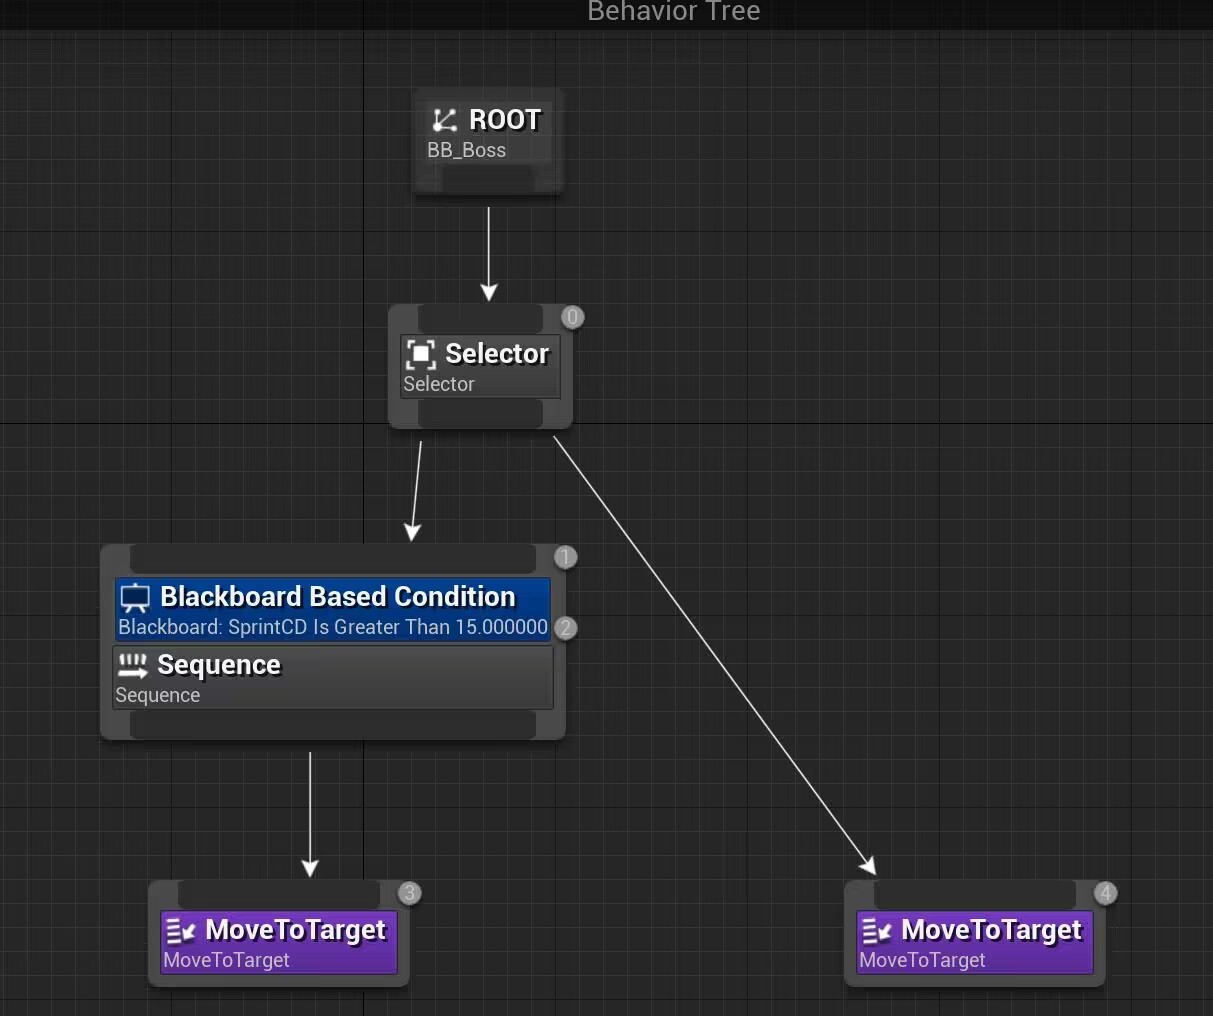 Behavior Tree
ROOT
BB_Boss
0
Selector
Selector
1
Blackboard Based Condition
Blackboard: SprintCD Is Greater Than 15.000000
2
Sequence
Sequence
3
MoveToTarget
MoveToTarget
4
MoveToTarget
MoveToTarget